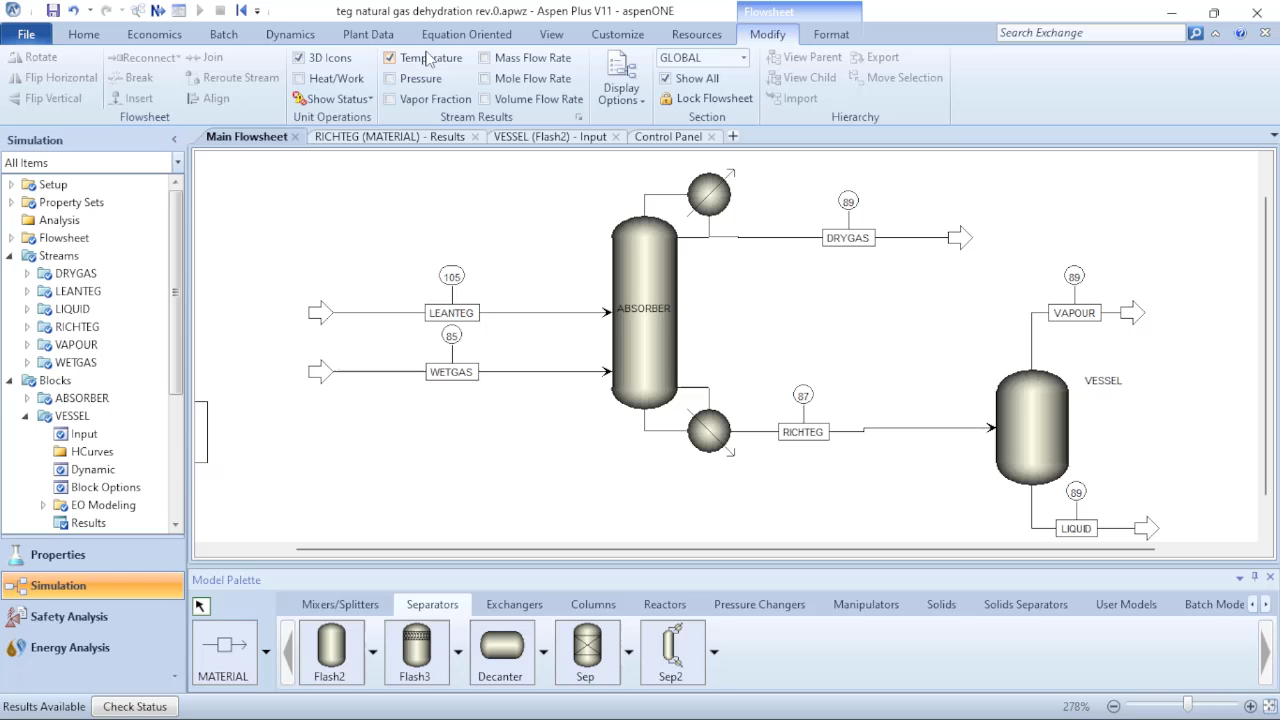 teg natural gas dehydration rev.0.apwz - Aspen Plus V11 - aspenONE
Flowsheet
File Home Economics Batch Dynamics Plant Data Equation Oriented View Customize Resources Modify Format Search Exchange
Rotate Reconnect Join 3D Icons Temperature Mass Flow Rate GLOBAL View Parent Export
Flip Horizontal Break Reroute Stream Heat/Work Pressure Mole Flow Rate Show All View Child Move Selection
Flip Vertical Insert Align Show Status Vapor Fraction Volume Flow Rate Display Options Lock Flowsheet Import
Flowsheet Unit Operations Stream Results Section Hierarchy
Simulation
Main Flowsheet RICHTEG (MATERIAL) - Results VESSEL (Flash2) - Input Control Panel
All Items
Setup
Property Sets
Analysis
Flowsheet
Streams
DRYGAS
LEANTEG
LIQUID
RICHTEG
VAPOUR
WETGAS
Blocks
ABSORBER
VESSEL
Input
HCurves
Dynamic
Block Options
EO Modeling
Results
89
DRYGAS
105
LEANTEG
ABSORBER
85
WETGAS
89
VAPOUR
VESSEL
87
RICHTEG
89
LIQUID
Properties
Simulation
Safety Analysis
Energy Analysis
Model Palette
Mixers/Splitters Separators Exchangers Columns Reactors Pressure Changers Manipulators Solids Solids Separators User Models Batch Mode
MATERIAL Flash2 Flash3 Decanter Sep Sep2
Results Available Check Status 278%